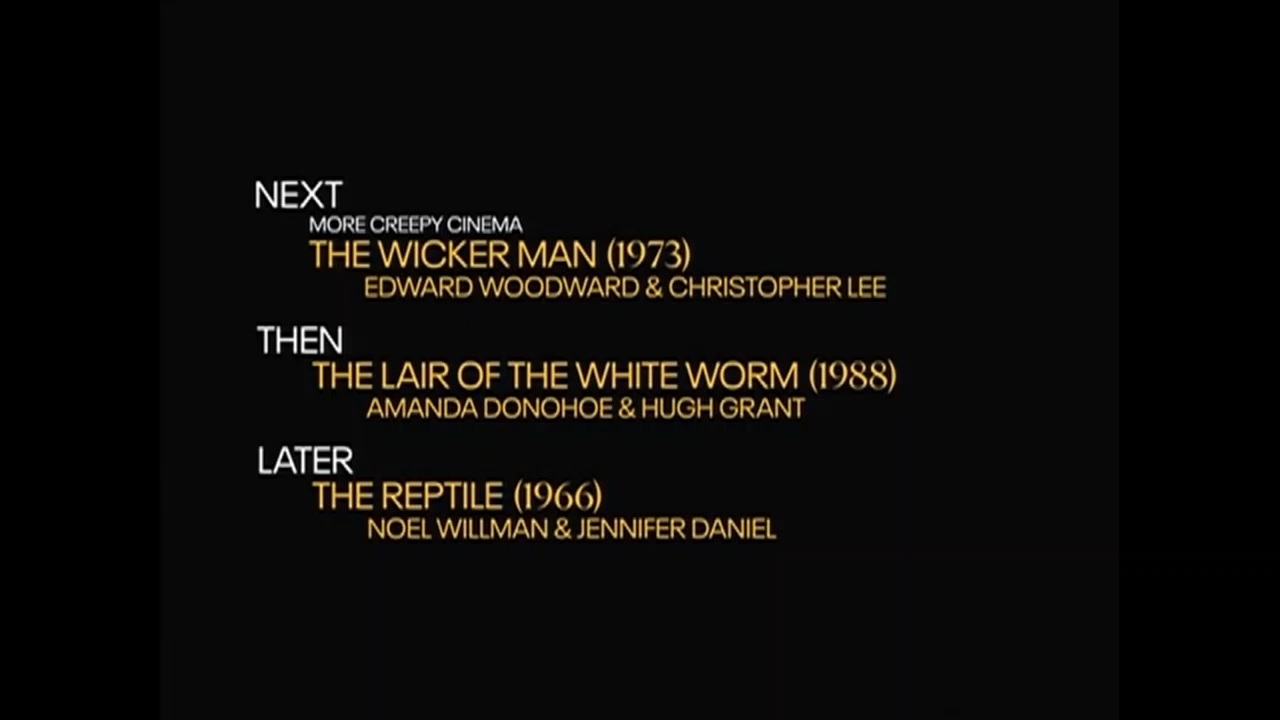 NEXT
MORE CREEPY CINEMA
THE WICKER MAN (1973)
EDWARD WOODWARD & CHRISTOPHER LEE
THEN
THE LAIR OF THE WHITE WORM (1988)
AMANDA DONOHOE & HUGH GRANT
LATER
THE REPTILE (1966)
NOEL WILLMAN & JENNIFER DANIEL